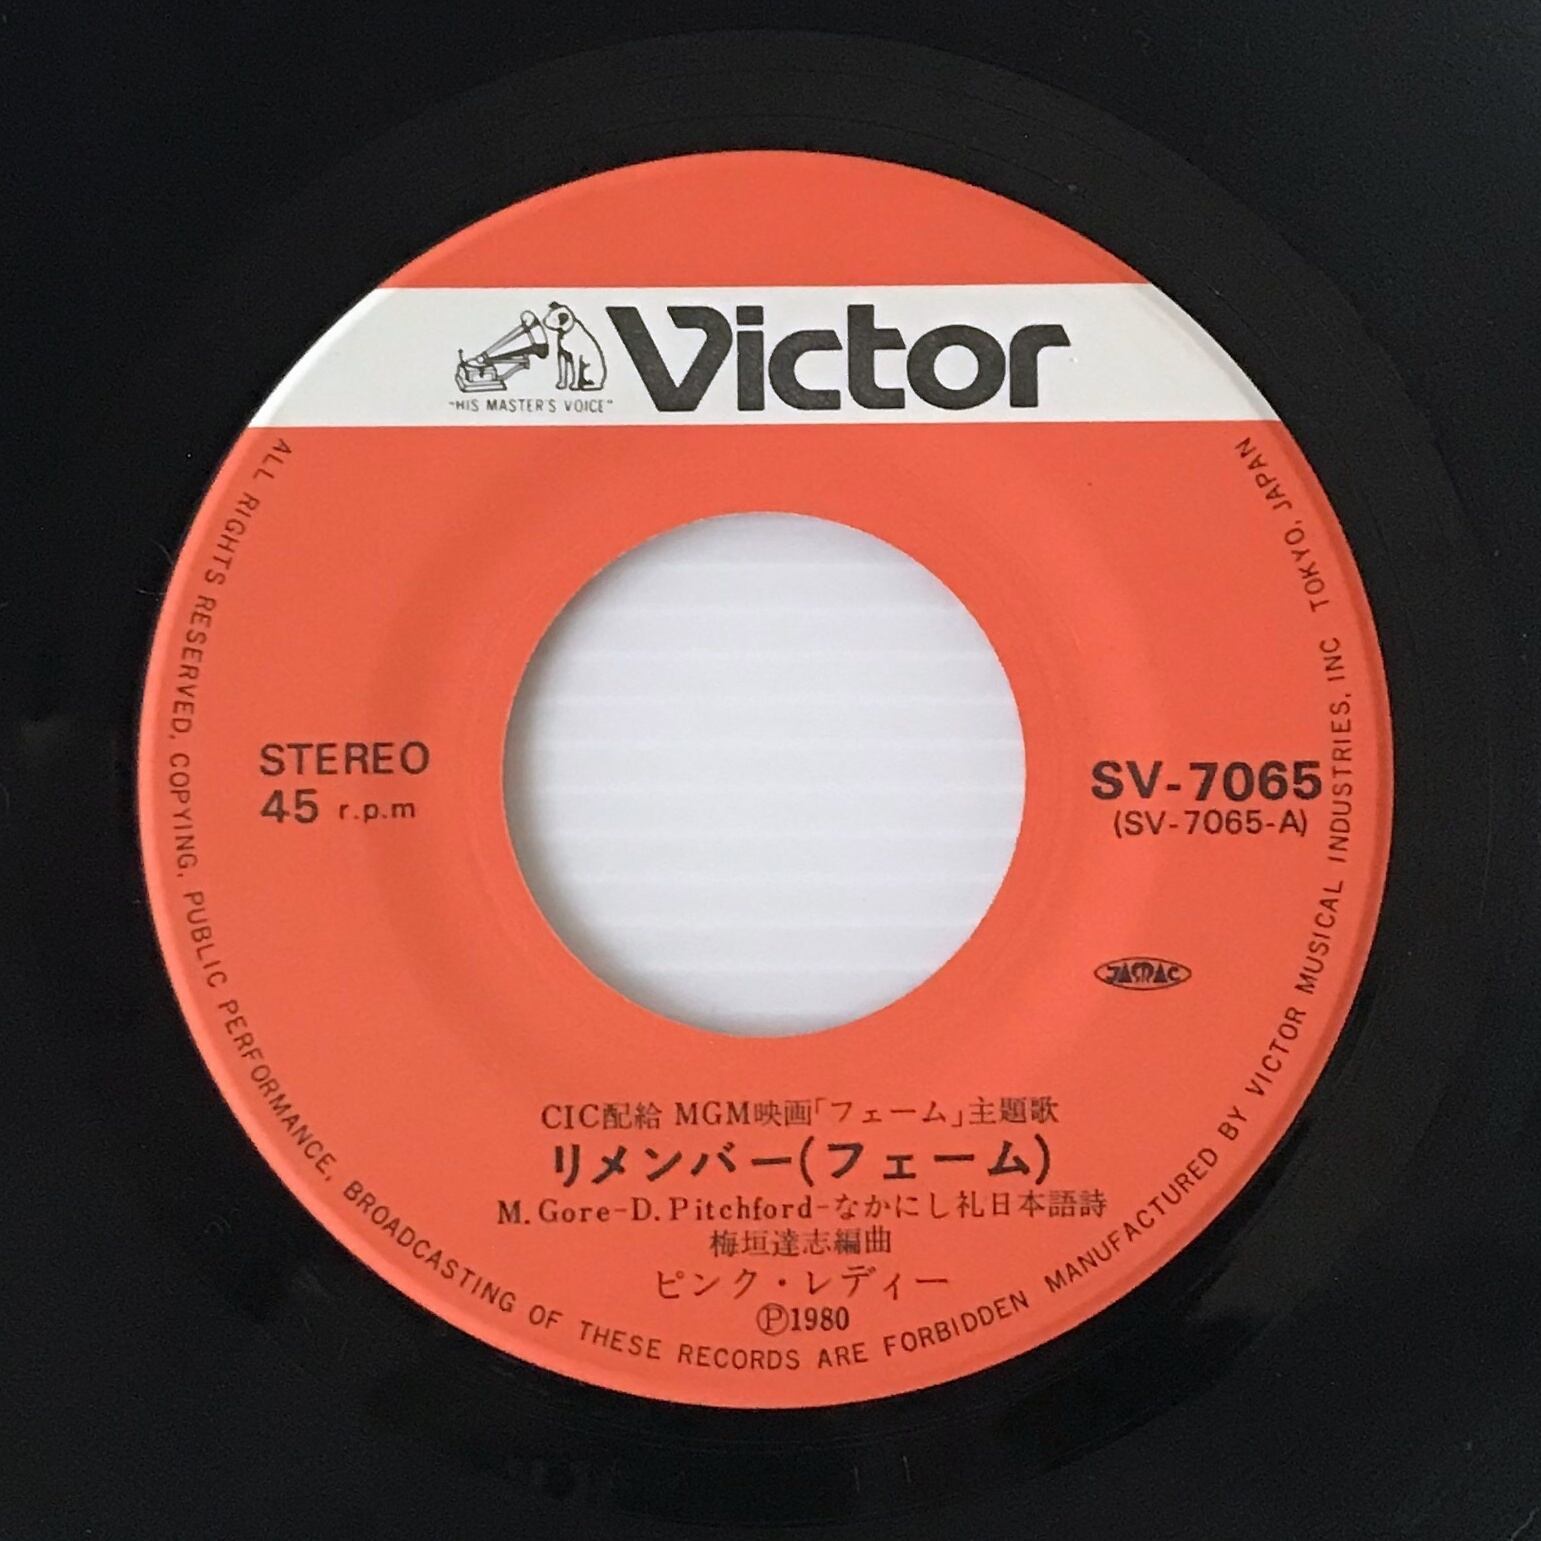 "HIS MASTER'S VOICE"
Victor
STEREO
45 r.p.m
SV-7065
(SV-7065-A)
JASRAC
CIC配給 MGM映画「フェーム」主題歌
リメンバー(フェーム)
M. Gore-D. Pitchford-なかにし礼日本語詩
梅垣達志編曲
ピンク・レディー
Ⓟ1980
ALL RIGHTS RESERVED, COPYING, PUBLIC PERFORMANCE, BROADCASTING OF THESE RECORDS ARE FORBIDDEN MANUFACTURED BY VICTOR MUSICAL INDUSTRIES, INC TOKYO, JAPAN